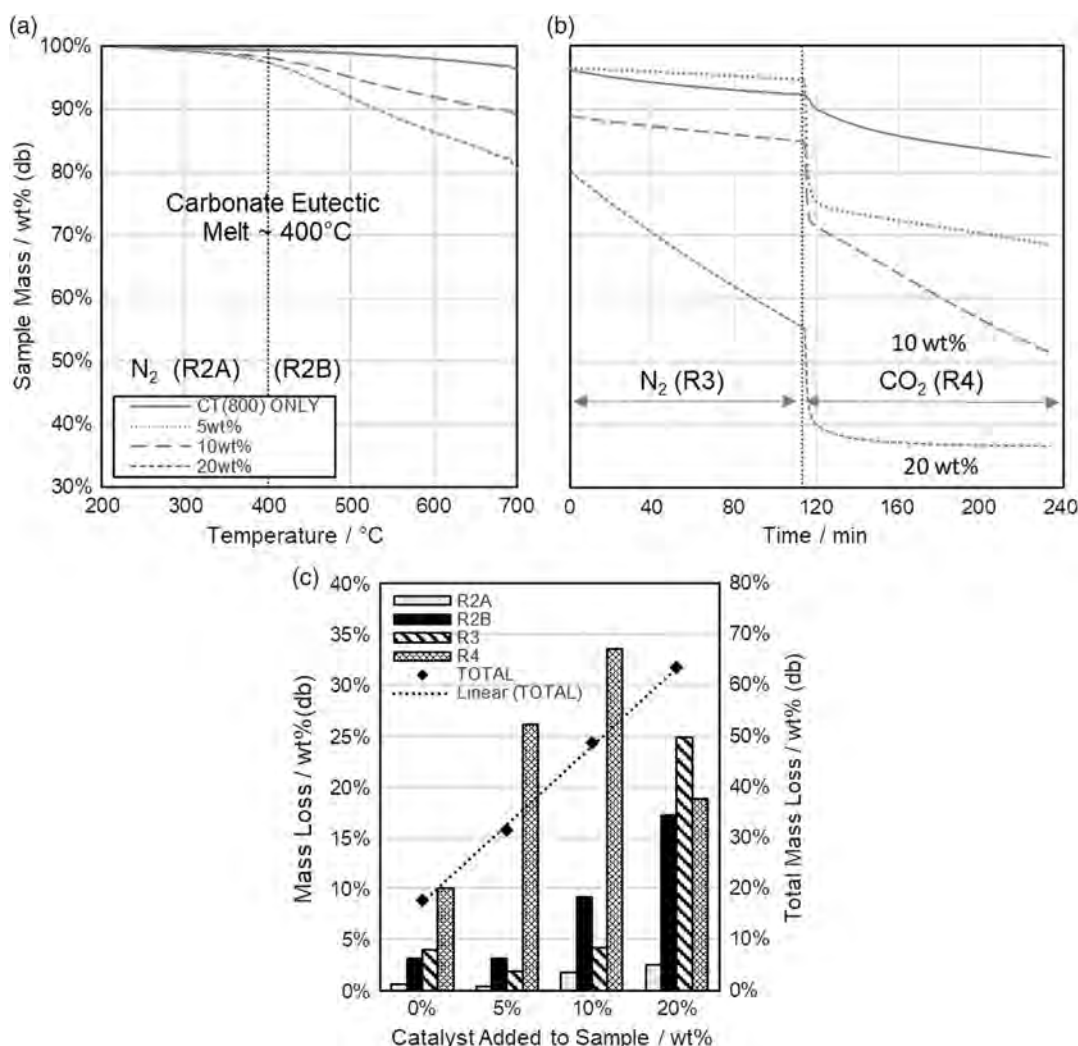 (a)
100%
90%
80%
70%
60%
50%
40%
30%
Sample Mass / wt% (db)
Carbonate Eutectic
Melt ~ 400°C
N2 (R2A) (R2B)
CT(800) ONLY
5wt%
10wt%
20wt%
200 300 400 500 600 700
Temperature / °C
(b)
10 wt%
N2 (R3)
CO2 (R4)
20 wt%
0 40 80 120 160 200 240
Time / min
(c)
40%
35%
30%
25%
20%
15%
10%
5%
0%
Mass Loss / wt%(db)
R2A
R2B
R3
R4
TOTAL
Linear (TOTAL)
80%
70%
60%
50%
40%
30%
20%
10%
0%
Total Mass Loss / wt% (db)
0% 5% 10% 20%
Catalyst Added to Sample / wt%